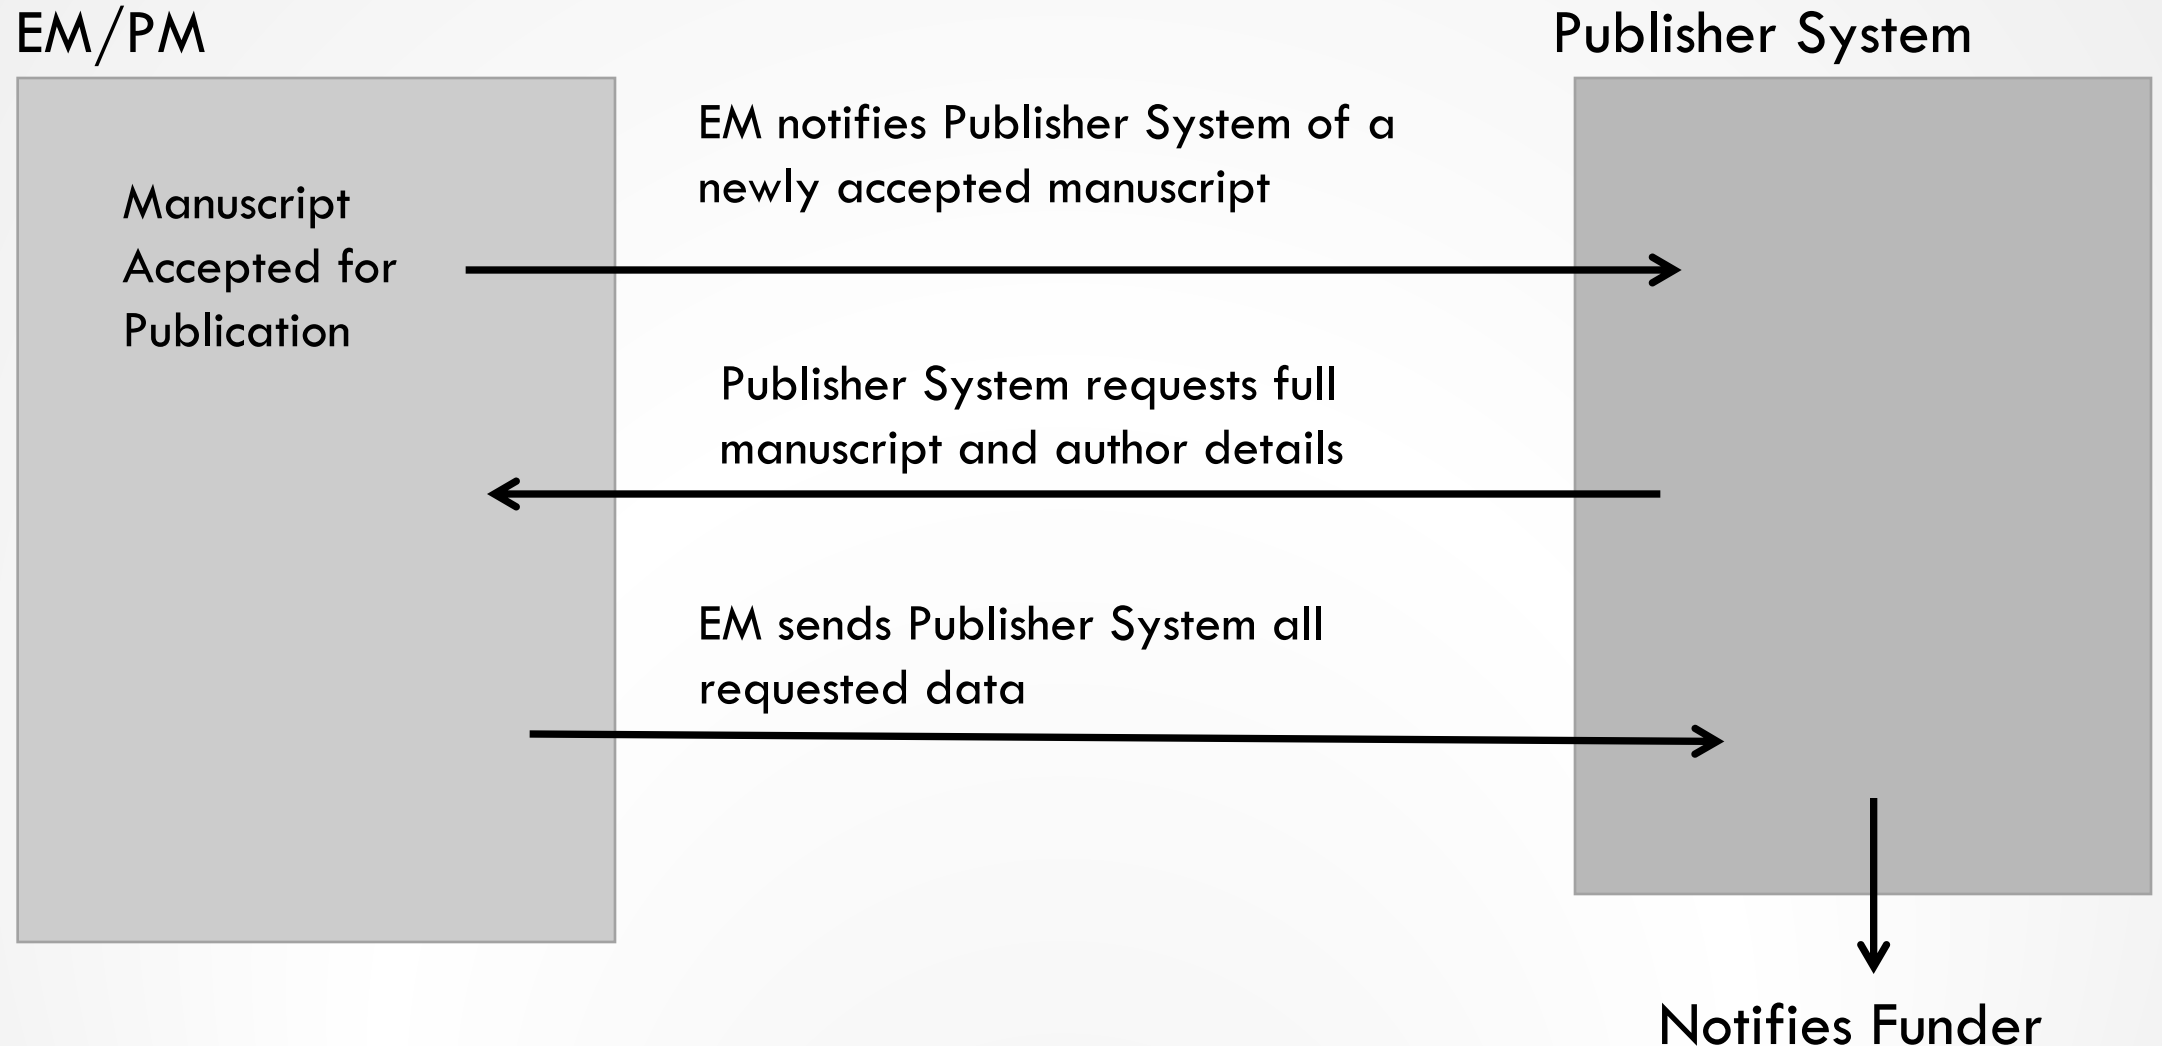 EM/PM
Publisher System
Manuscript
Accepted for
Publication
EM notifies Publisher System of a
newly accepted manuscript
Publisher System requests full
manuscript and author details
EM sends Publisher System all
requested data
Notifies Funder